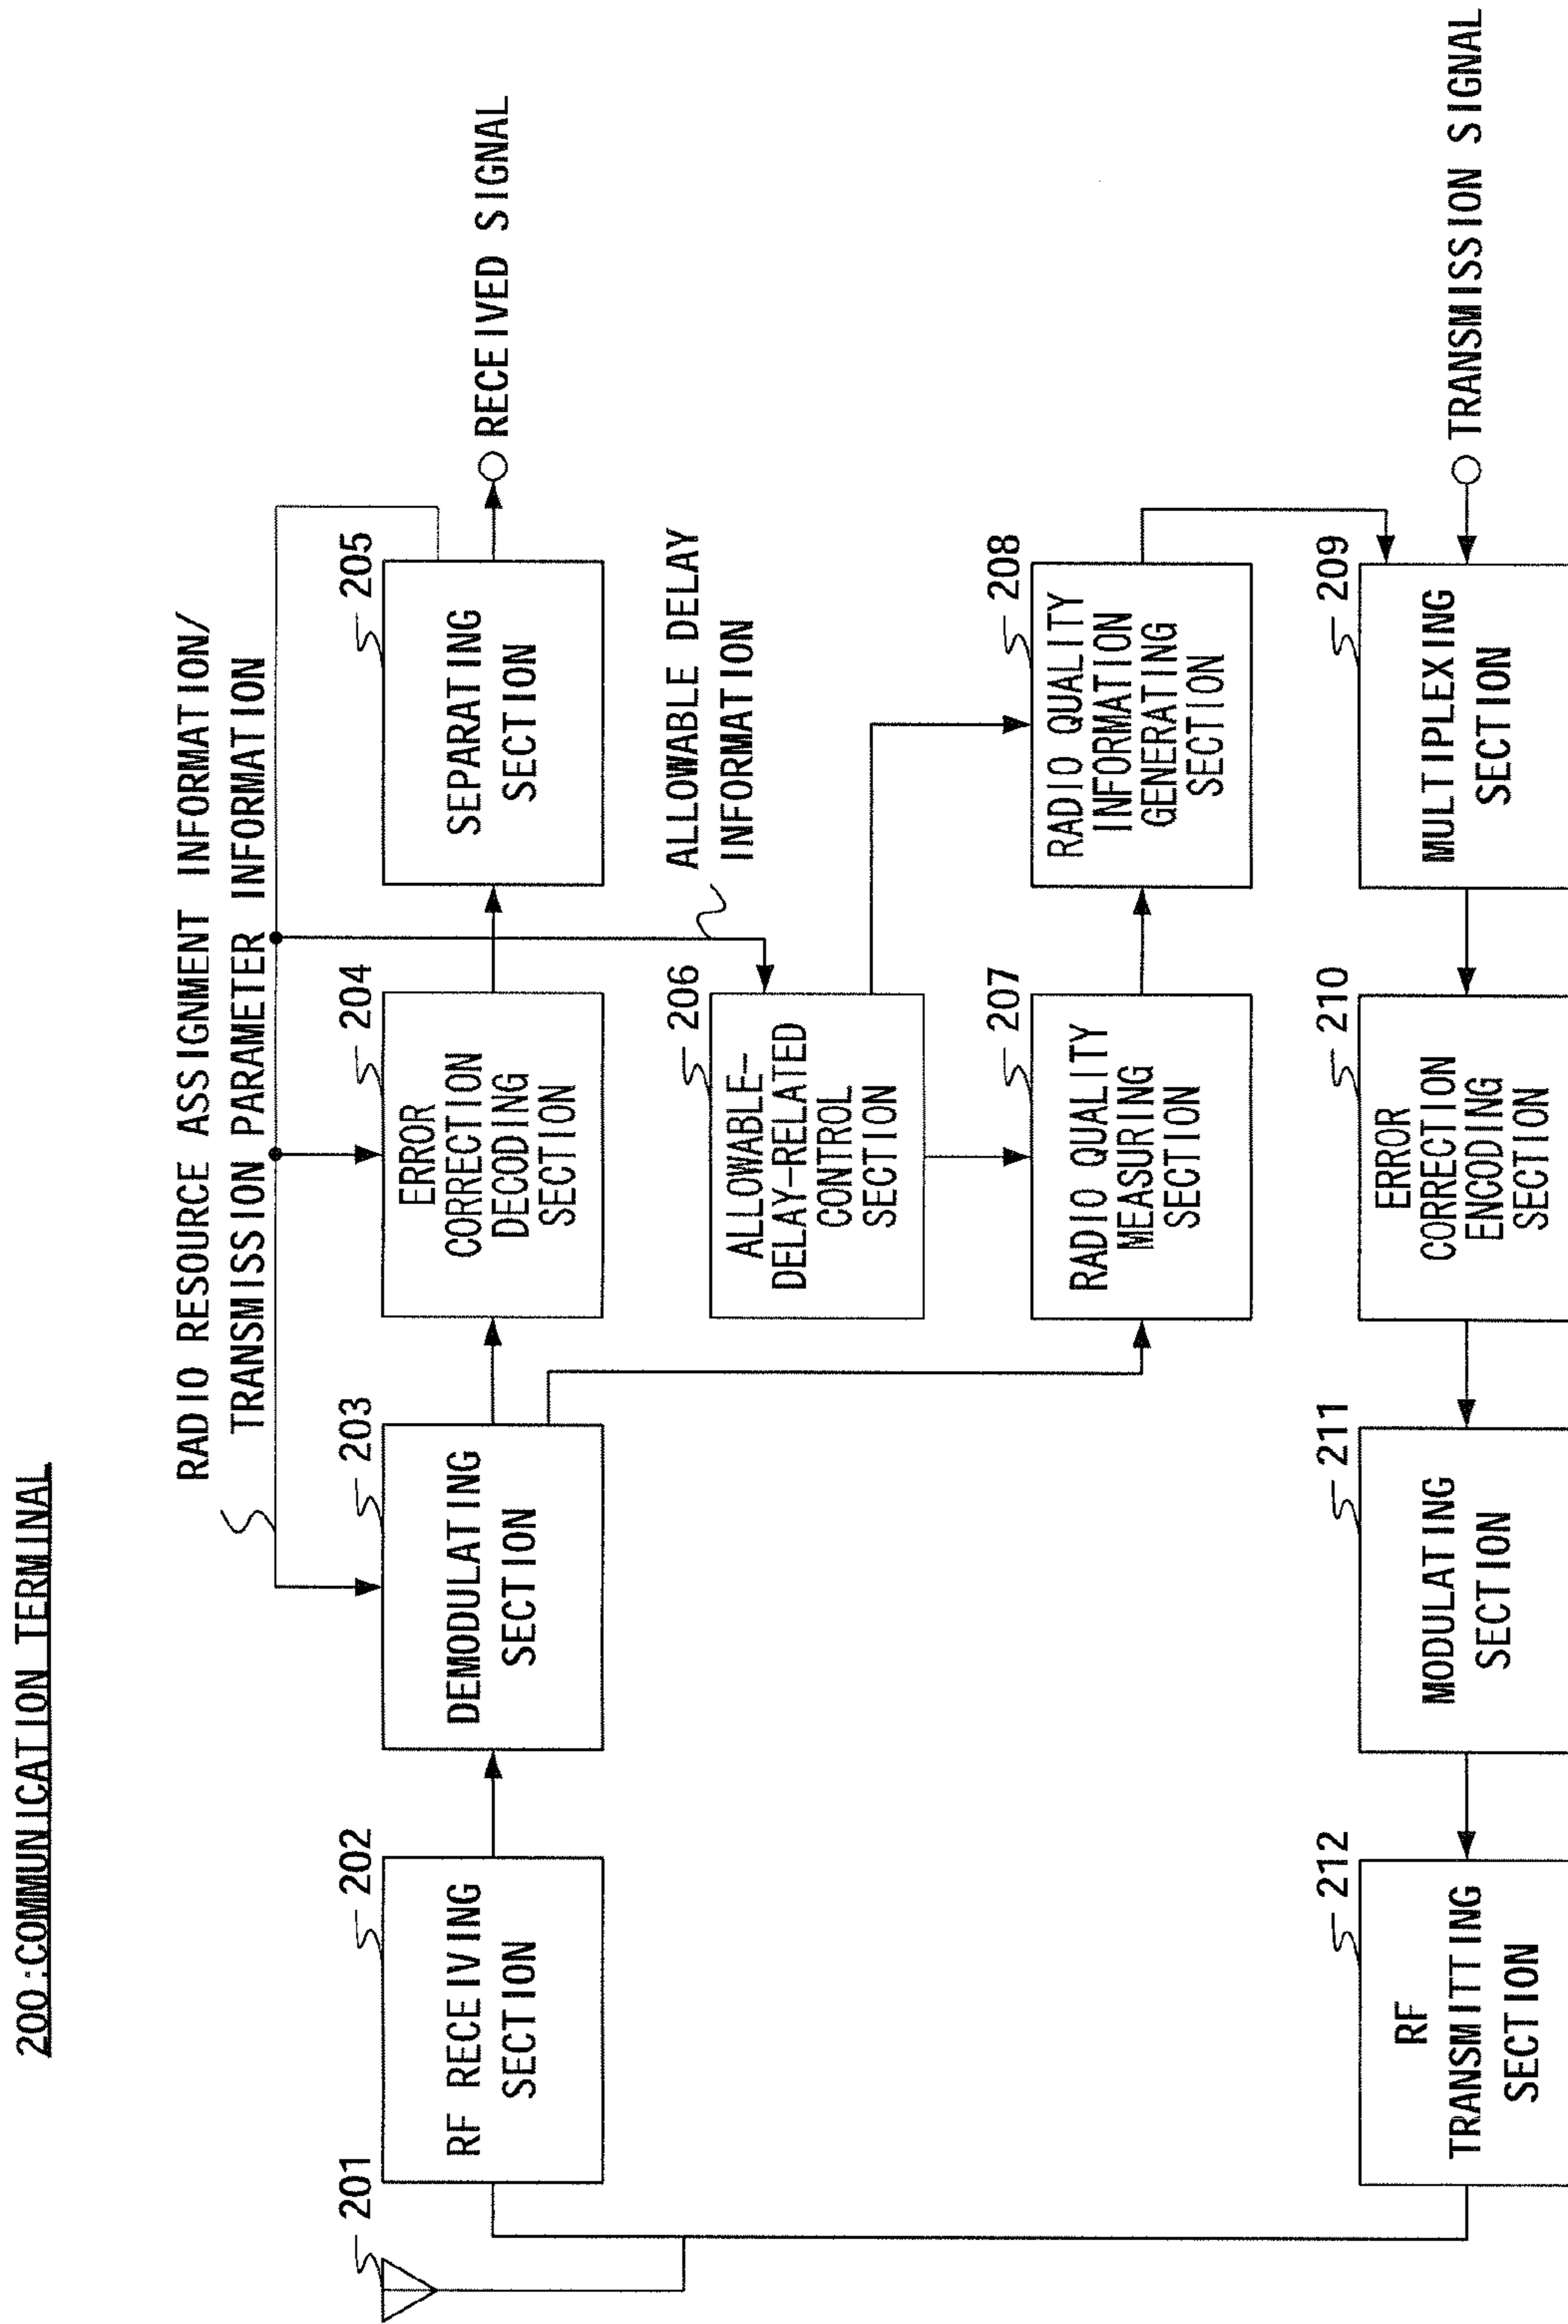 200:COMMUNICATION TERMINAL
RADIO RESOURCE ASSIGNMENT INFORMATION/
TRANSMISSION PARAMETER INFORMATION
201
202
RF RECEIVING
SECTION
203
DEMODULATING
SECTION
204
ERROR
CORRECTION
DECODING
SECTION
205
SEPARATING
SECTION
RECEIVED SIGNAL
ALLOWABLE DELAY
INFORMATION
206
ALLOWABLE-
DELAY-RELATED
CONTROL
SECTION
207
RADIO QUALITY
MEASURING
SECTION
208
RADIO QUALITY
INFORMATION
GENERATING
SECTION
212
RF
TRANSMITTING
SECTION
211
MODULATING
SECTION
210
ERROR
CORRECTION
ENCODING
SECTION
209
MULTIPLEXING
SECTION
TRANSMISSION SIGNAL